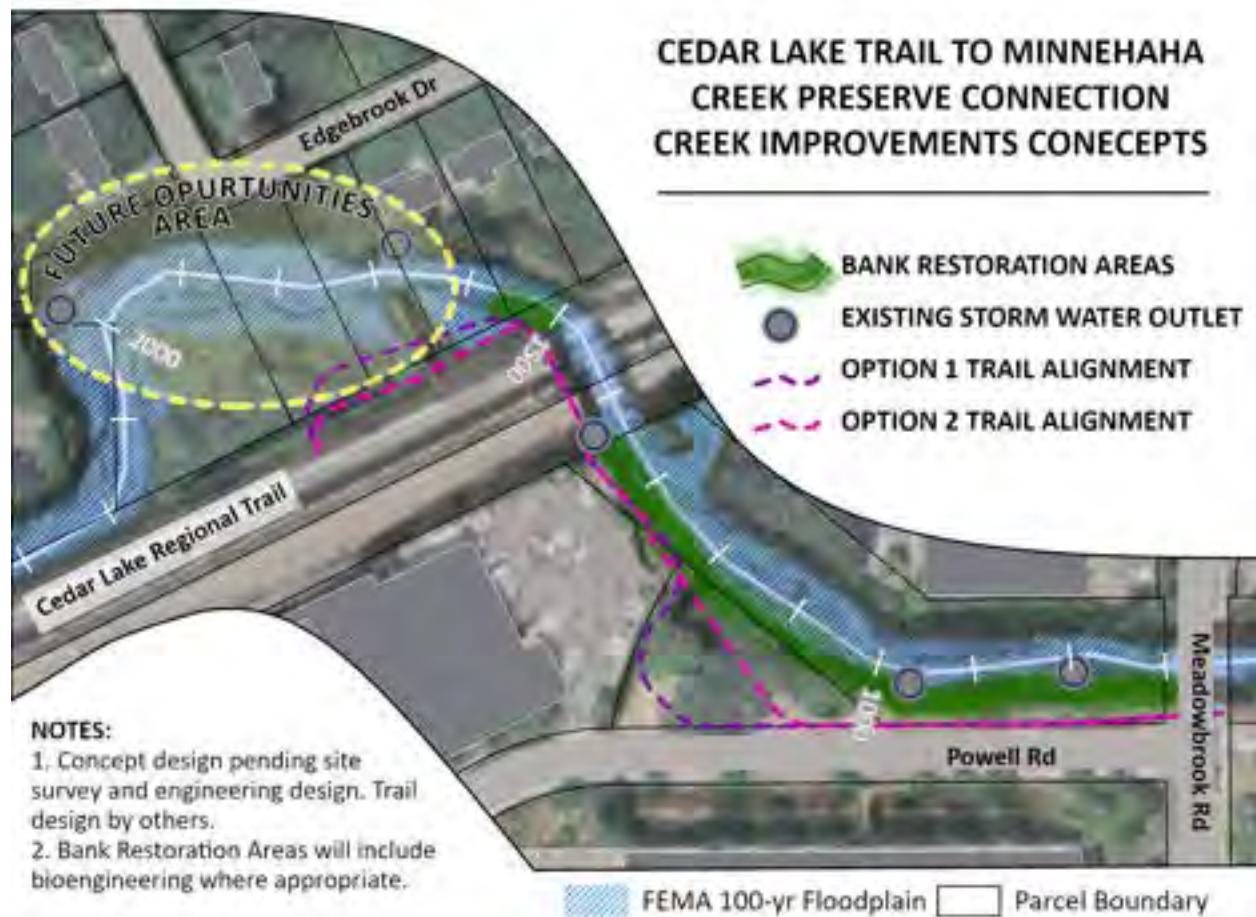 CEDAR LAKE TRAIL TO MINNEHAHA
CREEK PRESERVE CONNECTION
CREEK IMPROVEMENTS CONECEPTS
Edgebrook Dr
FUTURE OPURTUNITIES
AREA
BANK RESTORATION AREAS
EXISTING STORM WATER OUTLET
OPTION 1 TRAIL ALIGNMENT
OPTION 2 TRAIL ALIGNMENT
2000
2500
Cedar Lake Regional Trail
3000
Meadowbrook Rd
Powell Rd
NOTES:
1. Concept design pending site
survey and engineering design. Trail
design by others.
2. Bank Restoration Areas will include
bioengineering where appropriate.
FEMA 100-yr Floodplain
Parcel Boundary